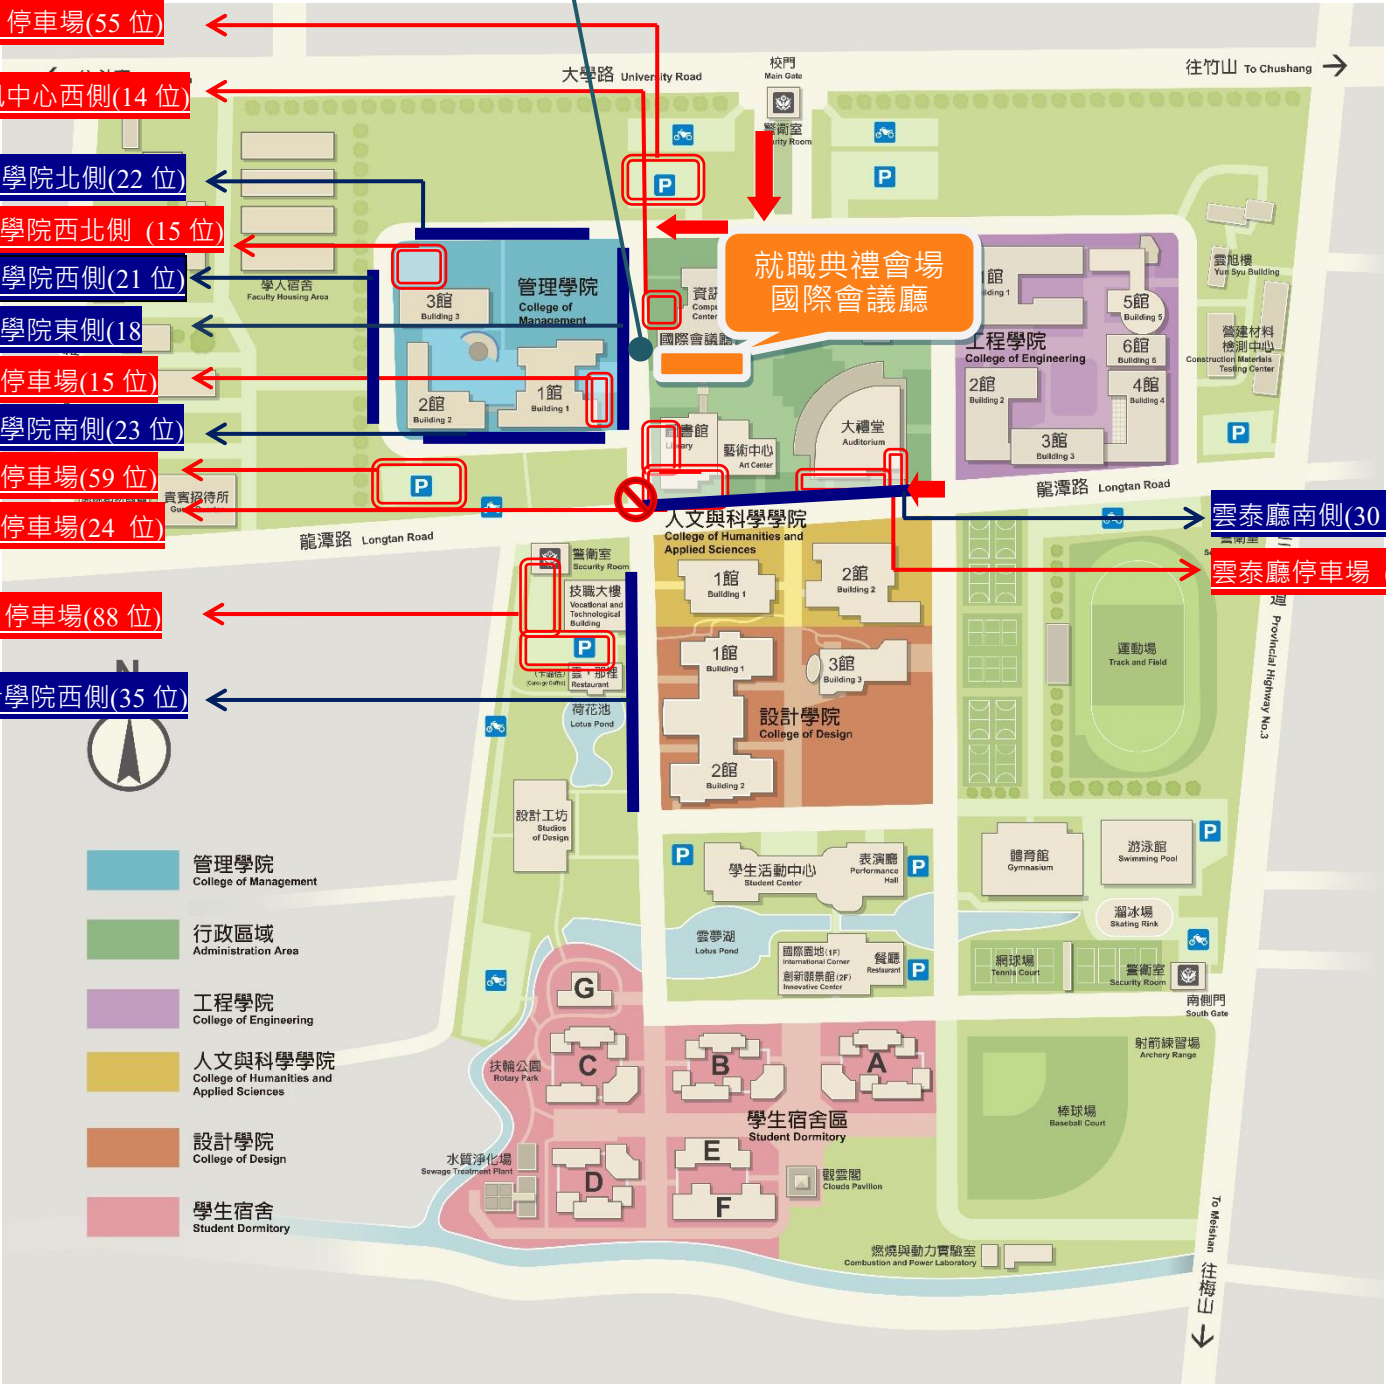 停車場(55 位)
中心西側(14 位)
學院北側(22 位)
學院西北側 (15 位)
學院西側(21 位)
學院東側(18
停車場(15 位)
學院南側(23 位)
停車場(59 位)
停車場(24 位)
停車場(88 位)
學院西側(35 位)
雲泰廳南側(30
雲泰廳停車場
就職典禮會場
國際會議廳
大學路 University Road
校門
Main Gate
往竹山 To Chushang
警衛室
P
P
學人宿舍
Faculty Housing Area
管理學院
College of
Management
3館
Building 3
2館
Building 2
1館
Building 1
資訊
Center
國際會議廳
圖書館
Library
藝術中心
Art Center
大禮堂
Auditorium
1館
工程學院
College of Engineering
5館
Building 5
6館
Building 6
2館
Building 2
4館
Building 4
3館
Building 3
雲旭樓
Yun Syu Building
營建材料
檢測中心
Construction Materials
Testing Center
P
P
貴賓招待所
龍潭路 Longtan Road
龍潭路 Longtan Road
警衛室
Security Room
技職大樓
Vocational and
Technological
Building
P
雲・那裡
Restaurant
荷花池
Lotus Pond
設計工坊
Studios
of Design
人文與科學學院
College of Humanities and
Applied Sciences
1館
Building 1
2館
Building 2
1館
Building 1
3館
Building 3
設計學院
College of Design
2館
Building 2
運動場
Track and Field
Provincial Highway No.3
P
學生活動中心
Student Center
表演廳
Performance
Hall
P
體育館
Gymnasium
游泳館
Swimming Pool
P
溜冰場
Skating Rink
雲夢湖
Lotus Pond
國際園地(1F)
International Corner
創新願景館(2F)
Innovative Center
餐廳
Restaurant
P
網球場
Tennis Court
警衛室
Security Room
南側門
South Gate
射箭練習場
Archery Range
棒球場
Baseball Court
G
C
B
A
扶輪公園
Rotary Park
學生宿舍區
Student Dormitory
D
E
F
水質淨化場
Sewage Treatment Plant
觀雲閣
Clouds Pavilion
燃燒與動力實驗室
Combustion and Power Laboratory
To Meishan 往梅山
N
管理學院
College of Management
行政區域
Administration Area
工程學院
College of Engineering
人文與科學學院
College of Humanities and
Applied Sciences
設計學院
College of Design
學生宿舍
Student Dormitory